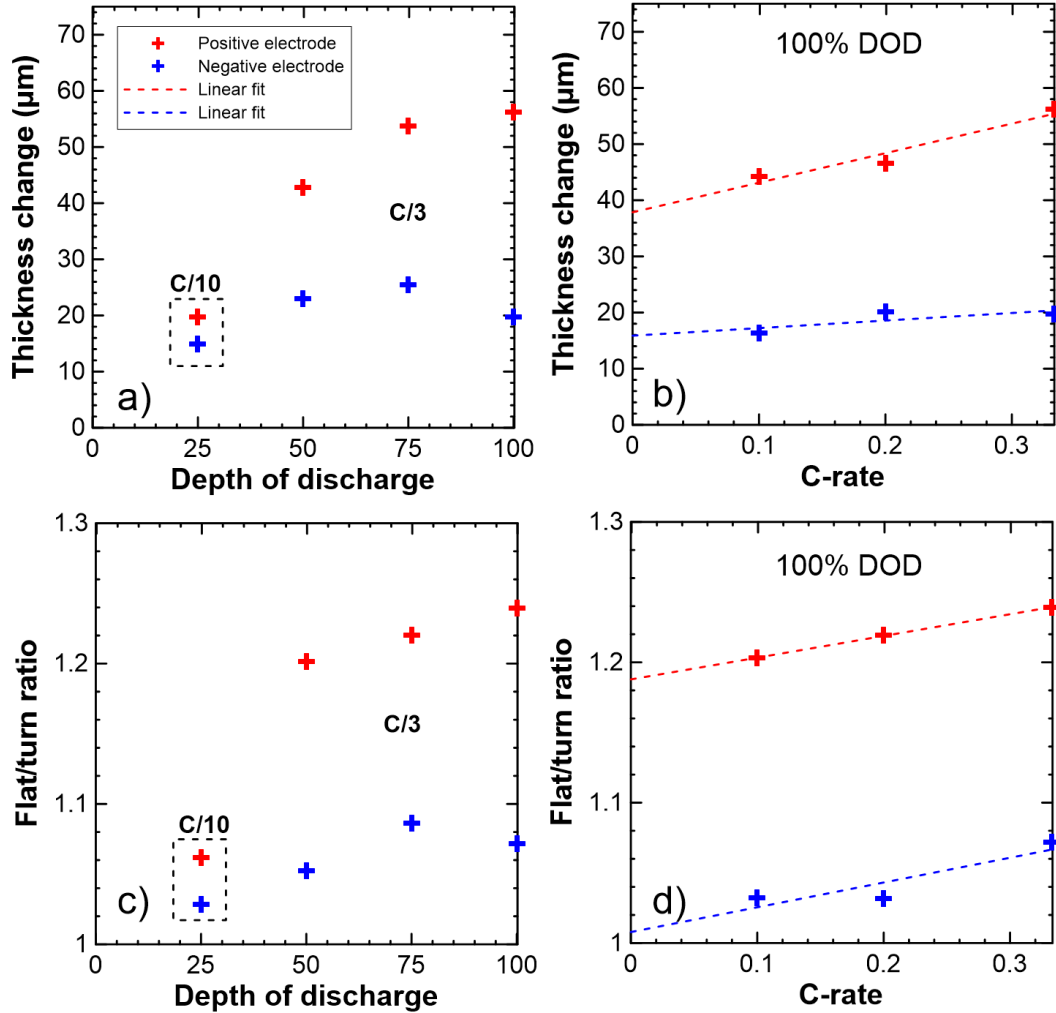 Thickness change (µm)
70
60
50
40
30
20
10
0
Positive electrode
Negative electrode
Linear fit
Linear fit
C/3
C/10
a)
0
25
50
75
100
Depth of discharge
Thickness change (µm)
70
60
50
40
30
20
10
0
100% DOD
b)
0
0.1
0.2
0.3
C-rate
Flat/turn ratio
1.3
1.2
1.1
1
C/3
C/10
c)
0
25
50
75
100
Depth of discharge
Flat/turn ratio
1.3
1.2
1.1
1
100% DOD
d)
0
0.1
0.2
0.3
C-rate